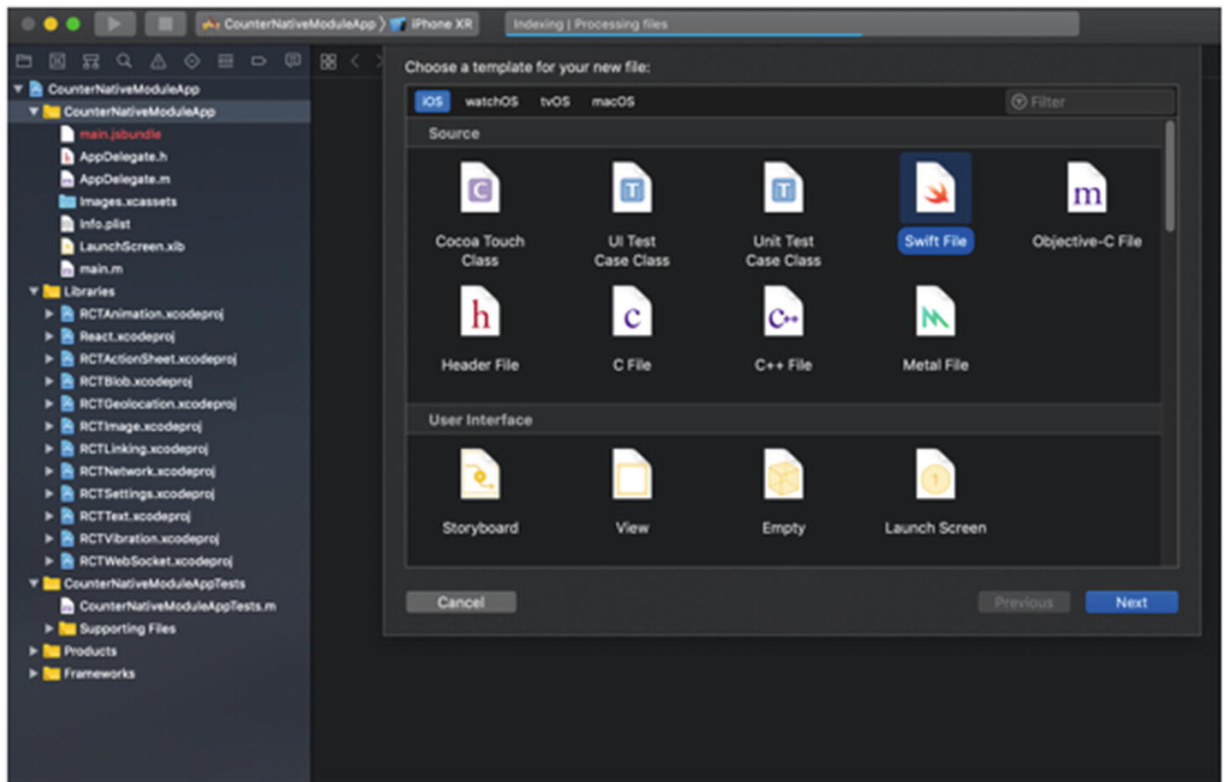 CounterNativeModuleApp
iPhone XR
Indexing | Processing files
CounterNativeModuleApp
CounterNativeModuleApp
main.jsbundle
AppDelegate.h
AppDelegate.m
Images.xcassets
Info.plist
LaunchScreen.xib
main.m
Libraries
RCTAnimation.xcodeproj
React.xcodeproj
RCTActionSheet.xcodeproj
RCTBlob.xcodeproj
RCTGeolocation.xcodeproj
RCTImage.xcodeproj
RCTLinking.xcodeproj
RCTNetwork.xcodeproj
RCTSettings.xcodeproj
RCTText.xcodeproj
RCTVibration.xcodeproj
RCTWebSocket.xcodeproj
CounterNativeModuleAppTests
CounterNativeModuleAppTests.m
Supporting Files
Products
Frameworks
Choose a template for your new file:
iOS watchOS tvOS macOS
Filter
Source
C
T
T
m
Cocoa Touch
Class
UI Test
Case Class
Unit Test
Case Class
Swift File
Objective-C File
h
c
C++
Header File
C File
C++ File
Metal File
User Interface
1
Storyboard
View
Empty
Launch Screen
Cancel
Previous
Next